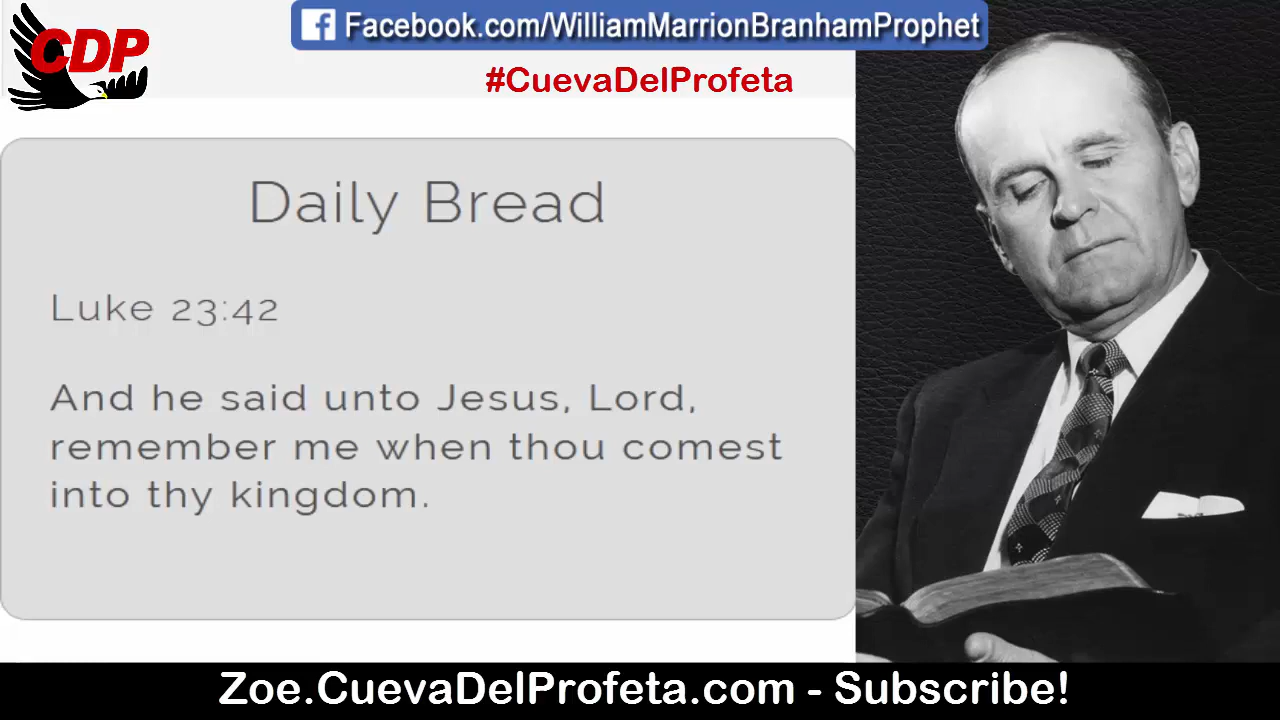 CDP
Facebook.com/WilliamMarrionBranhamProphet
#CuevaDelProfeta
Daily Bread
Luke 23:42
And he said unto Jesus, Lord,
remember me when thou comest
into thy kingdom.
Zoe.CuevaDelProfeta.com - Subscribe!